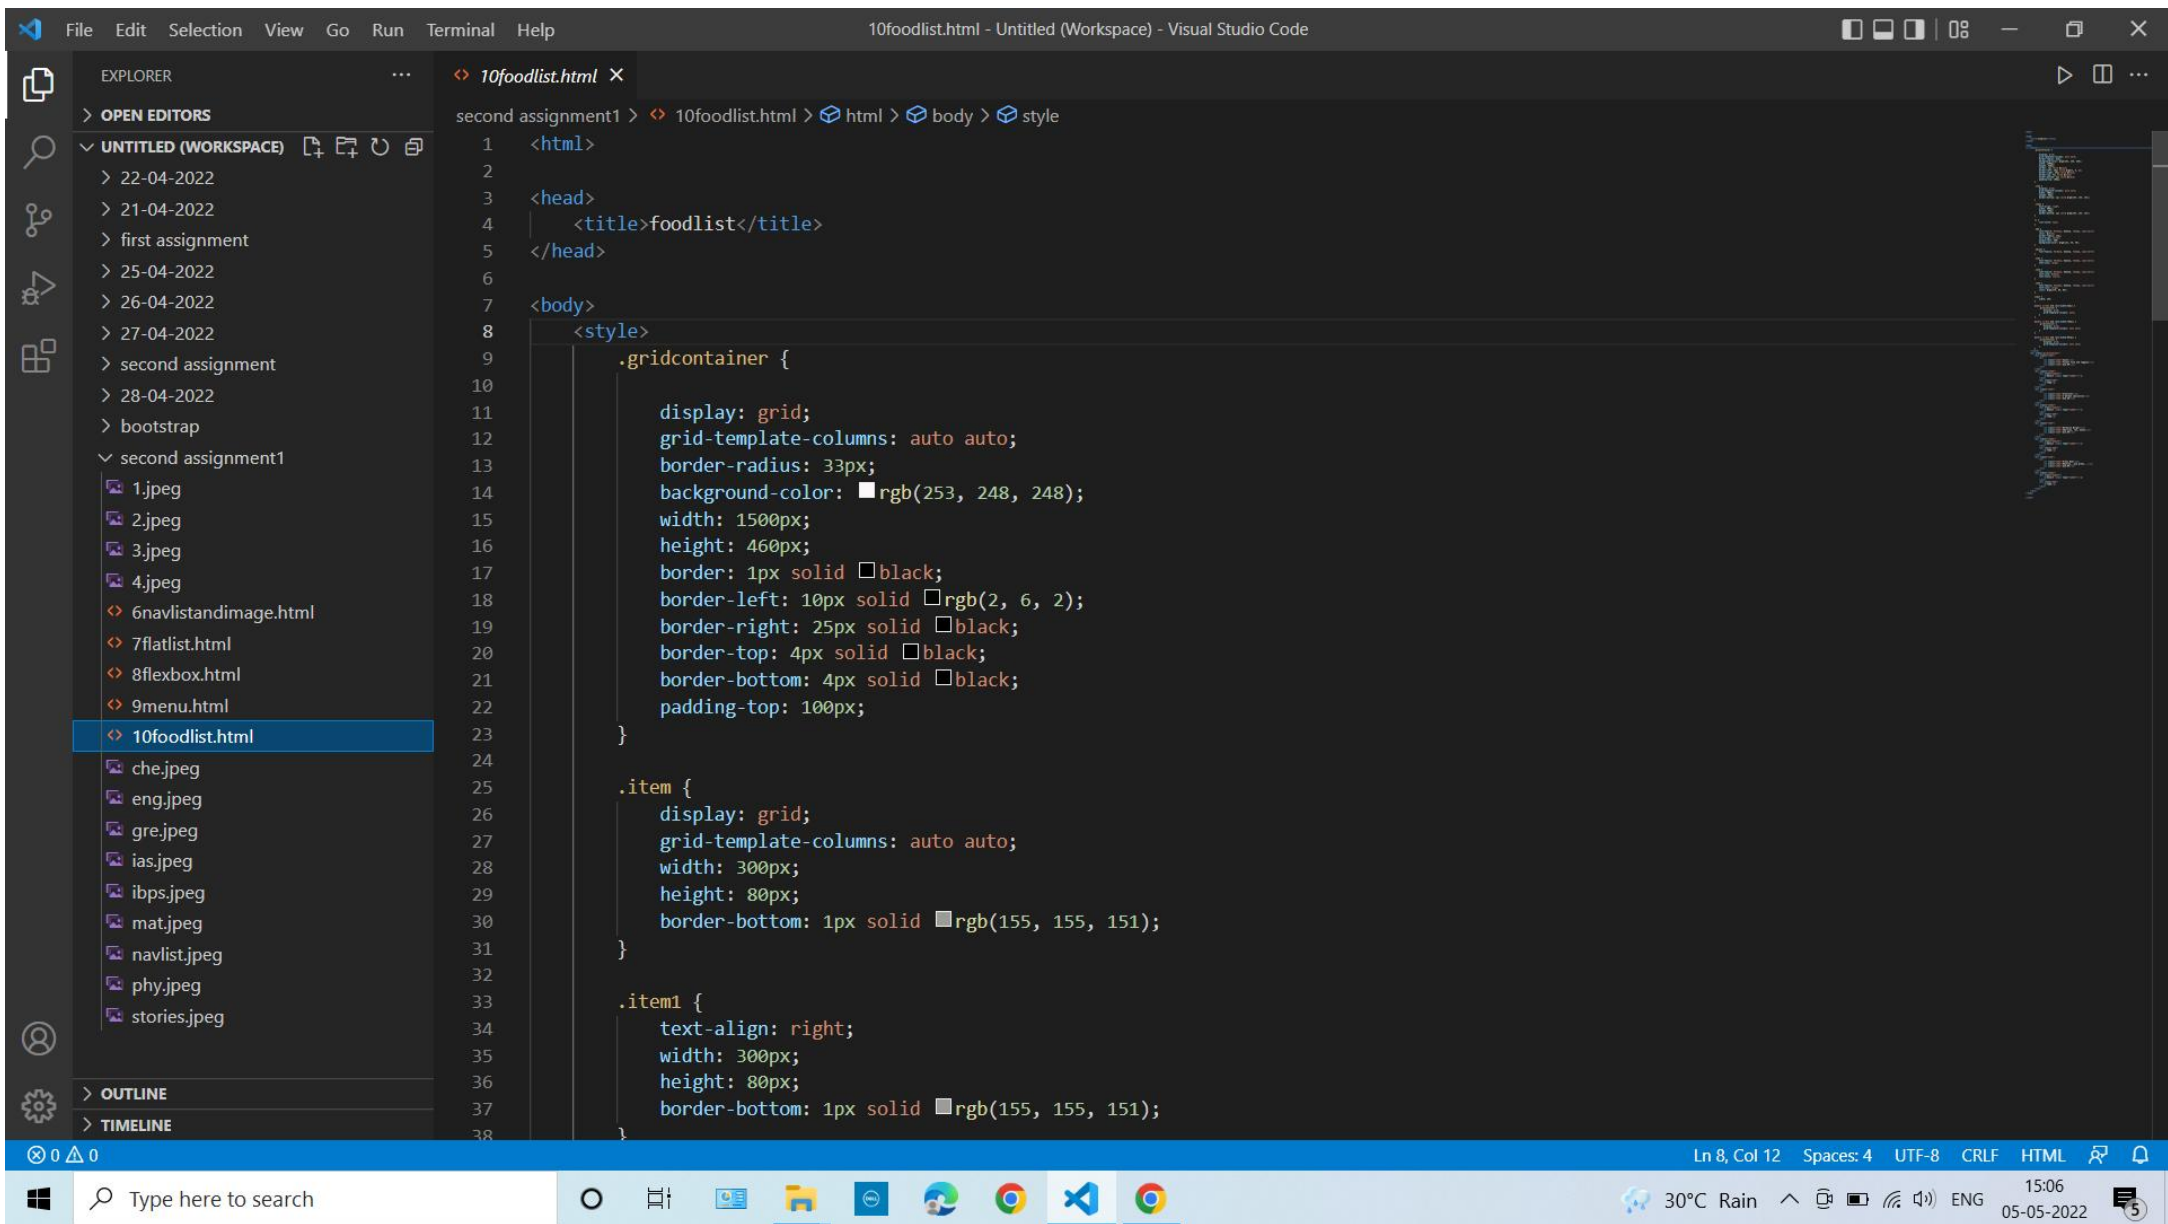 File Edit Selection View Go Run Terminal Help
10foodlist.html - Untitled (Workspace) - Visual Studio Code
EXPLORER
10foodlist.html
OPEN EDITORS
second assignment1 > 10foodlist.html > html > body > style
UNTITLED (WORKSPACE)
22-04-2022
21-04-2022
first assignment
25-04-2022
26-04-2022
27-04-2022
second assignment
28-04-2022
bootstrap
second assignment1
1.jpeg
2.jpeg
3.jpeg
4.jpeg
6navlistandimage.html
7flatlist.html
8flexbox.html
9menu.html
10foodlist.html
che.jpeg
eng.jpeg
gre.jpeg
ias.jpeg
ibps.jpeg
mat.jpeg
navlist.jpeg
phy.jpeg
stories.jpeg
OUTLINE
TIMELINE
1 <html>
2
3 <head>
4 <title>foodlist</title>
5 </head>
6
7 <body>
8 <style>
9 .gridcontainer {
10
11 display: grid;
12 grid-template-columns: auto auto;
13 border-radius: 33px;
14 background-color: rgb(253, 248, 248);
15 width: 1500px;
16 height: 460px;
17 border: 1px solid black;
18 border-left: 10px solid rgb(2, 6, 2);
19 border-right: 25px solid black;
20 border-top: 4px solid black;
21 border-bottom: 4px solid black;
22 padding-top: 100px;
23 }
24
25 .item {
26 display: grid;
27 grid-template-columns: auto auto;
28 width: 300px;
29 height: 80px;
30 border-bottom: 1px solid rgb(155, 155, 151);
31 }
32
33 .item1 {
34 text-align: right;
35 width: 300px;
36 height: 80px;
37 border-bottom: 1px solid rgb(155, 155, 151);
38 }
0 0
Ln 8, Col 12 Spaces: 4 UTF-8 CRLF HTML
Type here to search
30°C Rain
ENG
15:06
05-05-2022
5